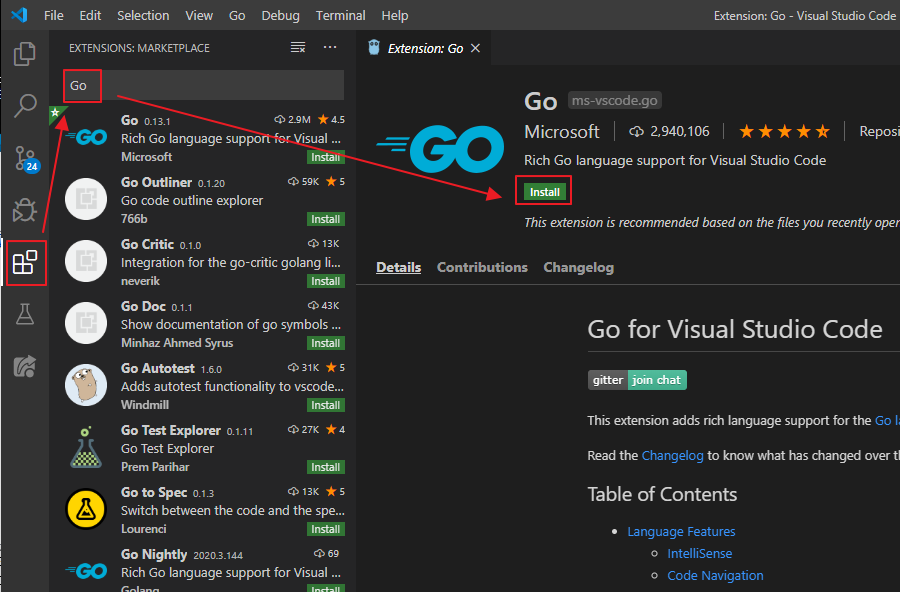 File Edit Selection View Go Debug Terminal Help
Extension: Go - Visual Studio Code
EXTENSIONS: MARKETPLACE
Extension: Go
Go
24
Go 0.13.1 2.9M 4.5
Rich Go language support for Visual ...
Microsoft Install
Go Outliner 0.1.20 59K 5
Go code outline explorer
766b Install
Go Critic 0.1.0 13K
Integration for the go-critic golang li...
neverik Install
Go Doc 0.1.1 43K
Show documentation of go symbols ...
Minhaz Ahmed Syrus Install
Go Autotest 1.6.0 31K 5
Adds autotest functionality to vscode...
Windmill Install
Go Test Explorer 0.1.11 27K 4
Go Test Explorer
Prem Parihar Install
Go to Spec 0.1.3 13K 5
Switch between the code and the spe...
Lourenci Install
Go Nightly 2020.3.144 69
Rich Go language support for Visual ...
Golang Install
GO
GO
GO
Go ms-vscode.go
Microsoft 2,940,106 Reposi
Rich Go language support for Visual Studio Code
Install
This extension is recommended based on the files you recently oper
Details Contributions Changelog
Go for Visual Studio Code
gitter join chat
This extension adds rich language support for the Go la
Read the Changelog to know what has changed over th
Table of Contents
Language Features
IntelliSense
Code Navigation